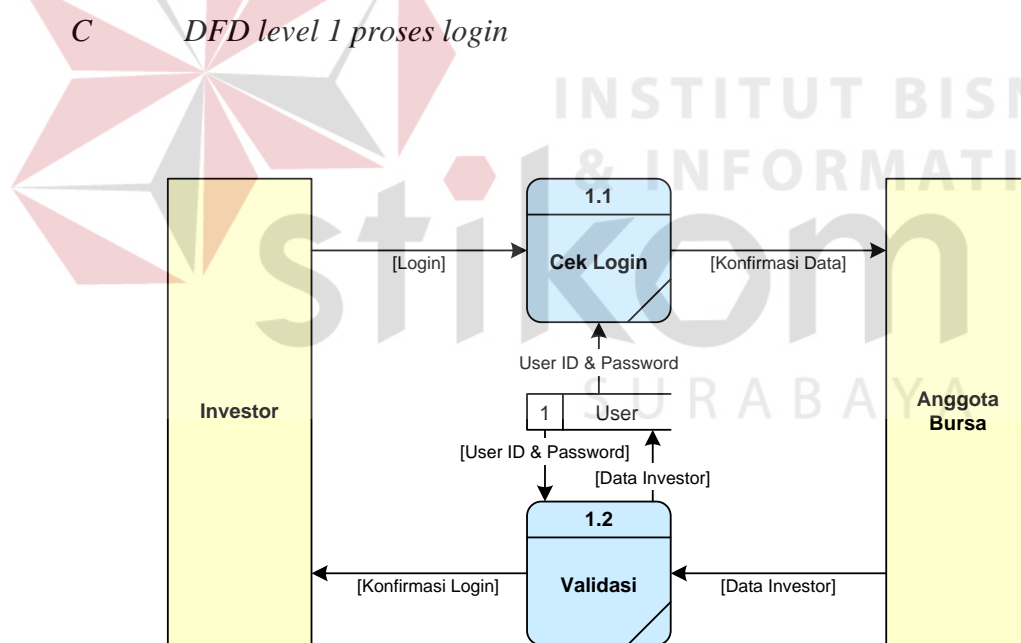 C DFD level 1 proses login
INSTITUT BISN
& INFORMATI
stikom
SURABAYA
1.1
Cek Login
[Login]
[Konfirmasi Data]
User ID & Password
Investor
1 User
Anggota
Bursa
[User ID & Password]
[Data Investor]
1.2
Validasi
[Konfirmasi Login]
[Data Investor]